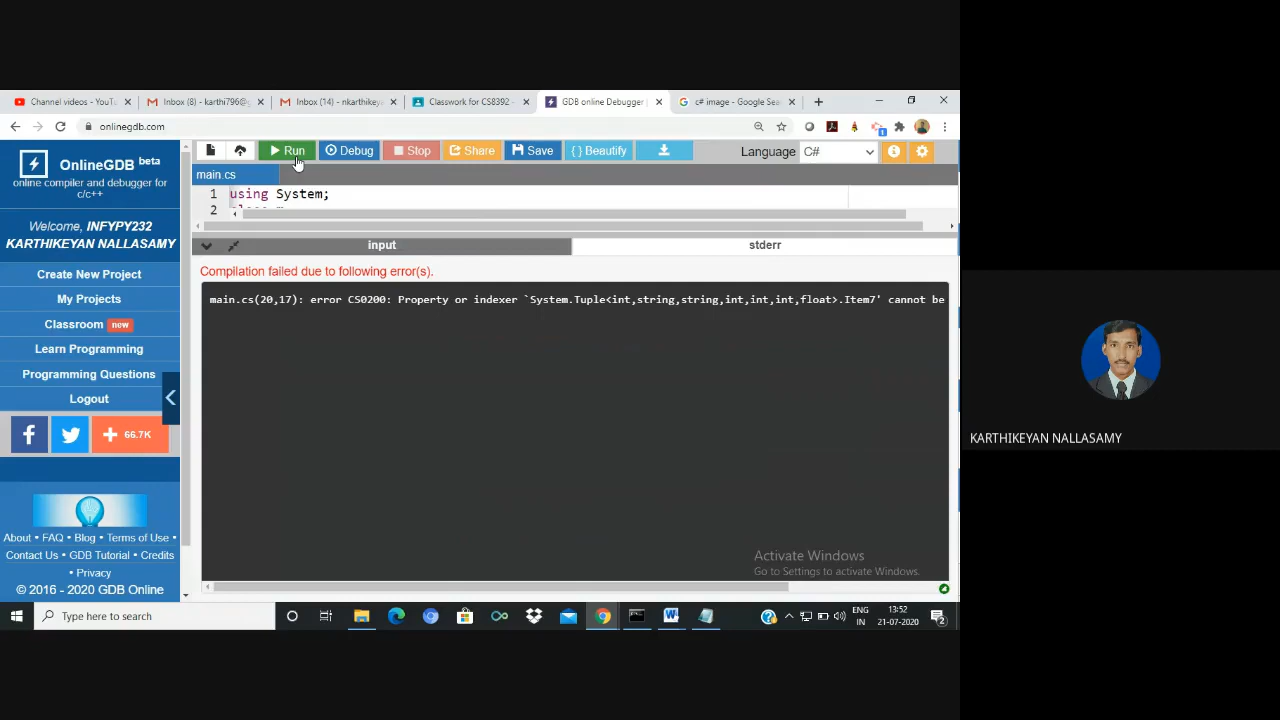 Channel videos - YouTu
Inbox (8) - karthi796@g
Inbox (14) - nkarthikeya
Classwork for CS8392 -
GDB online Debugger |
c# image - Google Sea
onlinegdb.com
OnlineGDB beta
online compiler and debugger for
c/c++
Welcome, INFYPY232
KARTHIKEYAN NALLASAMY
Create New Project
My Projects
Classroom new
Learn Programming
Programming Questions
Logout
66.7K
About • FAQ • Blog • Terms of Use •
Contact Us • GDB Tutorial • Credits
• Privacy
© 2016 - 2020 GDB Online
Run
Debug
Stop
Share
Save
{ } Beautify
Language C#
main.cs
1 using System;
2
input
stderr
Compilation failed due to following error(s).
main.cs(20,17): error CS0200: Property or indexer `System.Tuple<int,string,string,int,int,int,float>.Item7' cannot be
Activate Windows
Go to Settings to activate Windows.
Type here to search
ENG
IN
13:52
21-07-2020
2
KARTHIKEYAN NALLASAMY